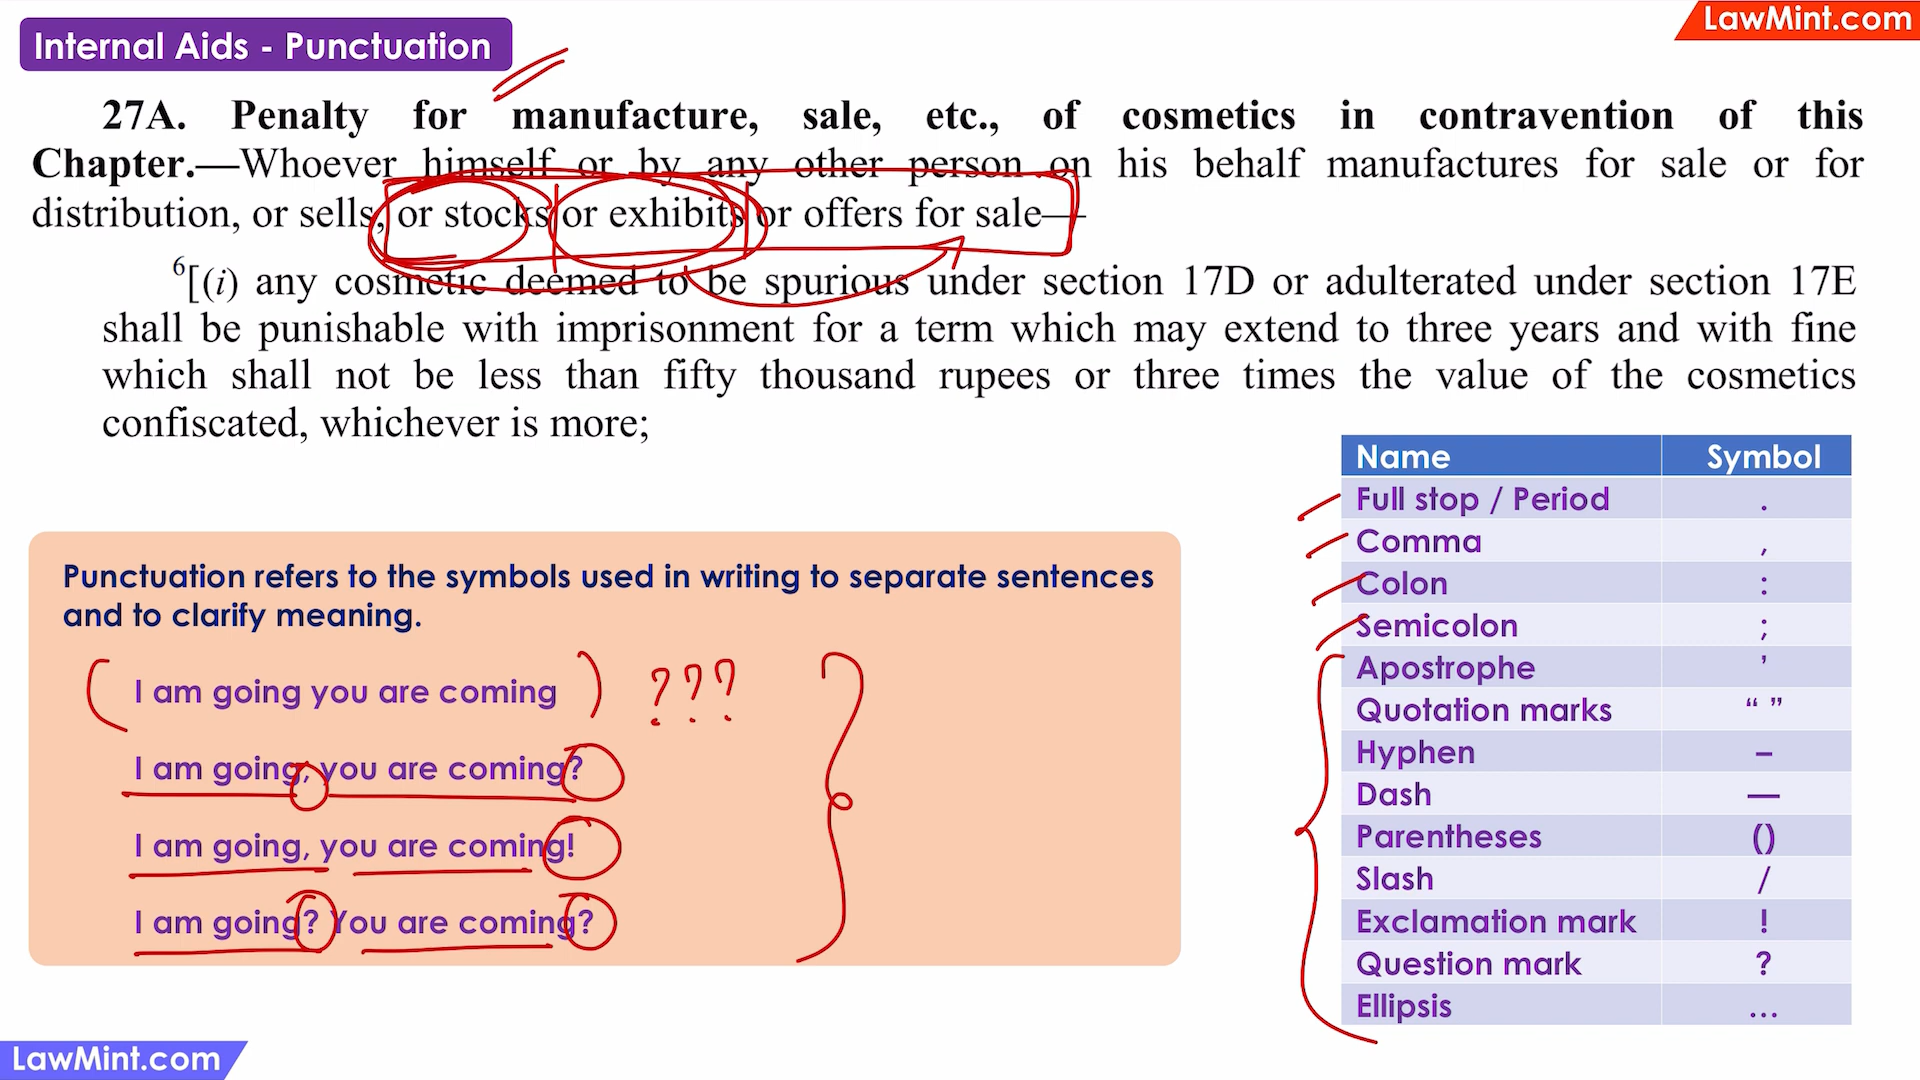 Internal Aids - Punctuation
LawMint.com
27A. Penalty for manufacture, sale, etc., of cosmetics in contravention of this
Chapter.—Whoever himself or by any other person on his behalf manufactures for sale or for
distribution, or sells, or stocks or exhibits or offers for sale—
6[(i) any cosmetic deemed to be spurious under section 17D or adulterated under section 17E
shall be punishable with imprisonment for a term which may extend to three years and with fine
which shall not be less than fifty thousand rupees or three times the value of the cosmetics
confiscated, whichever is more;
Punctuation refers to the symbols used in writing to separate sentences
and to clarify meaning.
( I am going you are coming ) ???
I am going, you are coming?
I am going, you are coming!
I am going? You are coming?
Name Symbol
Full stop / Period .
Comma ,
Colon :
Semicolon ;
Apostrophe ’
Quotation marks “ ”
Hyphen –
Dash —
Parentheses ()
Slash /
Exclamation mark !
Question mark ?
Ellipsis …
LawMint.com